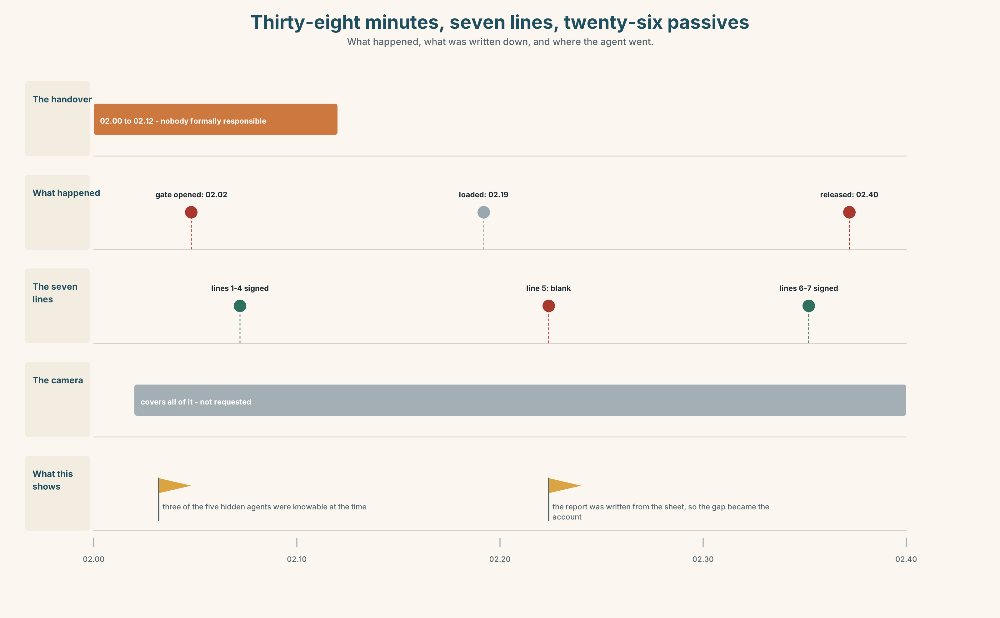 Thirty-eight minutes, seven lines, twenty-six passives
What happened, what was written down, and where the agent went.
The handover
02.00 to 02.12 - nobody formally responsible
What happened
gate opened: 02.02
loaded: 02.19
released: 02.40
The seven
lines
lines 1-4 signed
line 5: blank
lines 6-7 signed
The camera
covers all of it - not requested
What this
shows
three of the five hidden agents were knowable at the time
the report was written from the sheet, so the gap became the
account
02.00
02.10
02.20
02.30
02.40